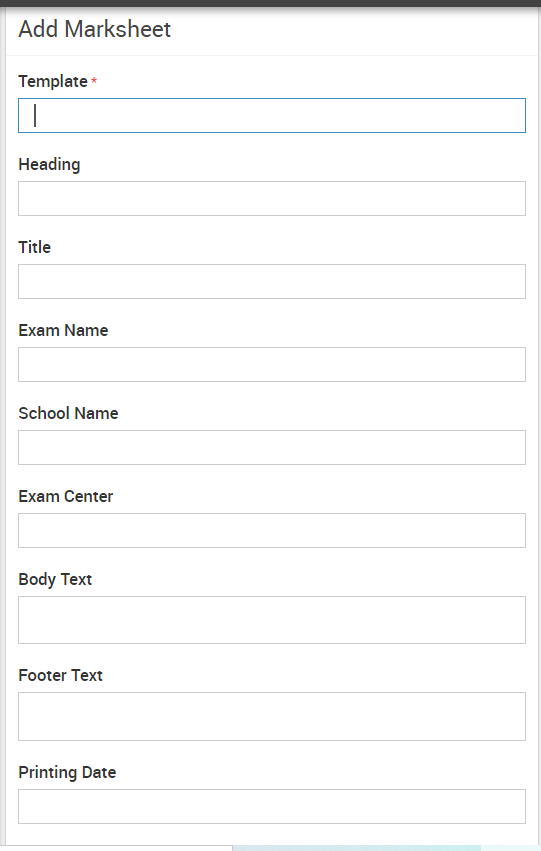 Add Marksheet
Template *
Heading
Title
Exam Name
School Name
Exam Center
Body Text
Footer Text
Printing Date